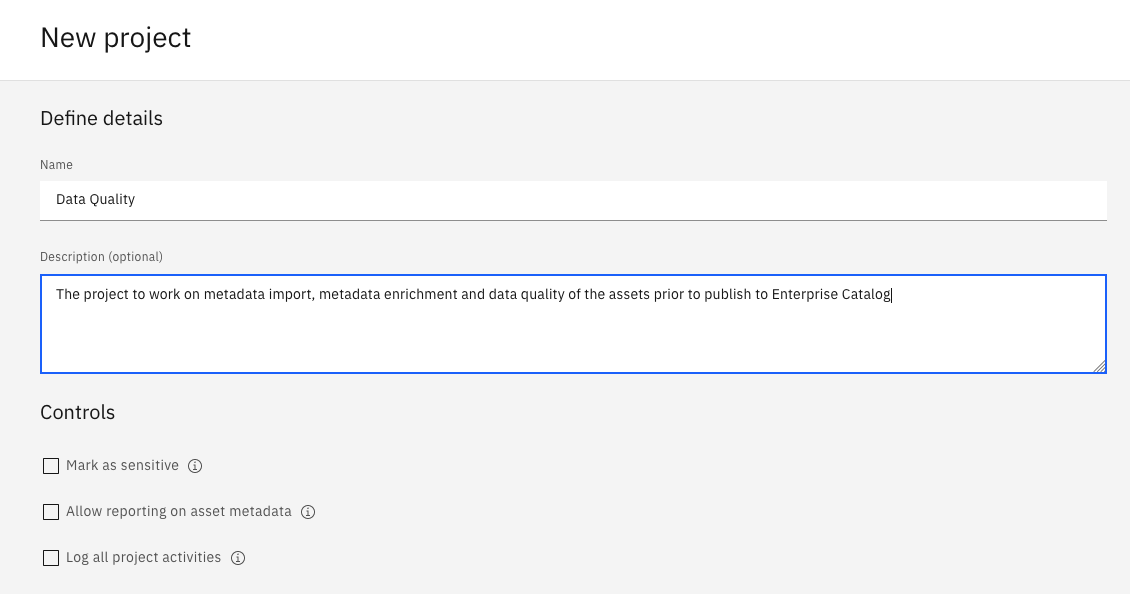 New project
Define details
Name
Data Quality
Description (optional)
The project to work on metadata import, metadata enrichment and data quality of the assets prior to publish to Enterprise Catalog
Controls
Mark as sensitive
Allow reporting on asset metadata
Log all project activities